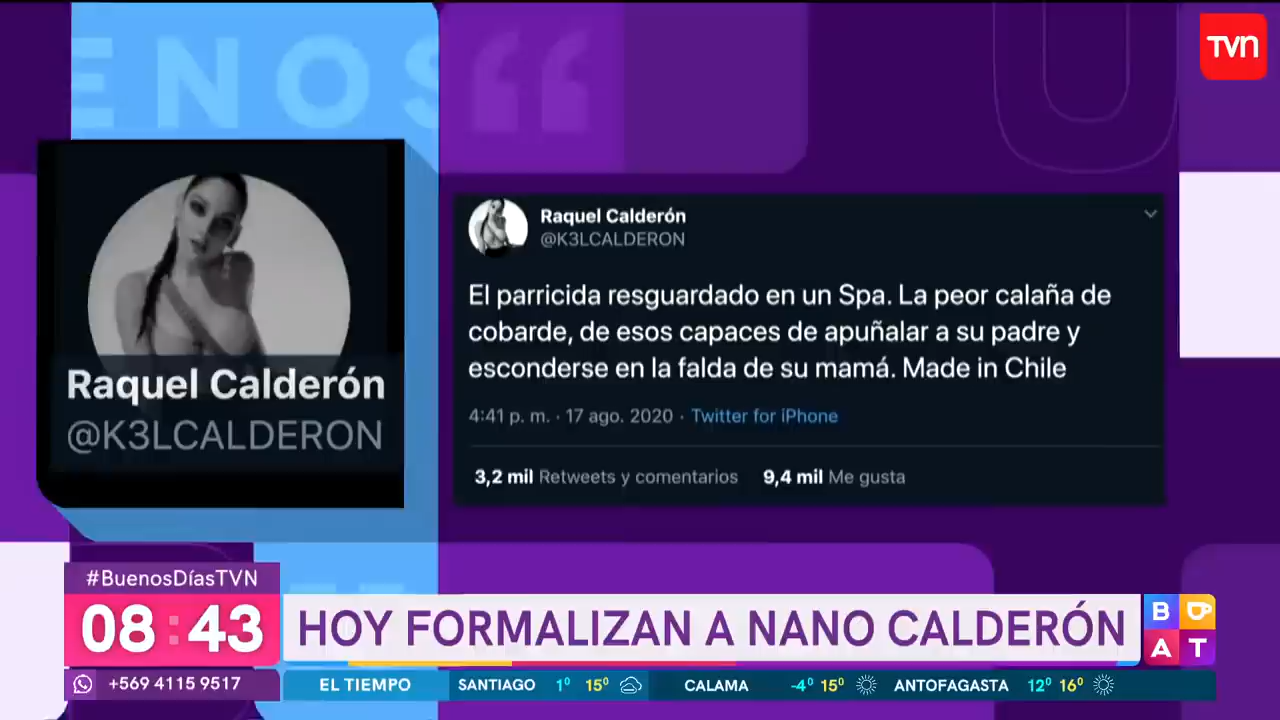 ENOS
“
TVN
Raquel Calderón
@K3LCALDERON
Raquel Calderón
@K3LCALDERON
El parricida resguardado en un Spa. La peor calaña de
cobarde, de esos capaces de apuñalar a su padre y
esconderse en la falda de su mamá. Made in Chile
4:41 p. m. · 17 ago. 2020 · Twitter for iPhone
3,2 mil Retweets y comentarios 9,4 mil Me gusta
#BuenosDíasTVN
08:43
HOY FORMALIZAN A NANO CALDERÓN
B
A T
+569 4115 9517
EL TIEMPO SANTIAGO 1° 15° CALAMA -4° 15° ANTOFAGASTA 12° 16°